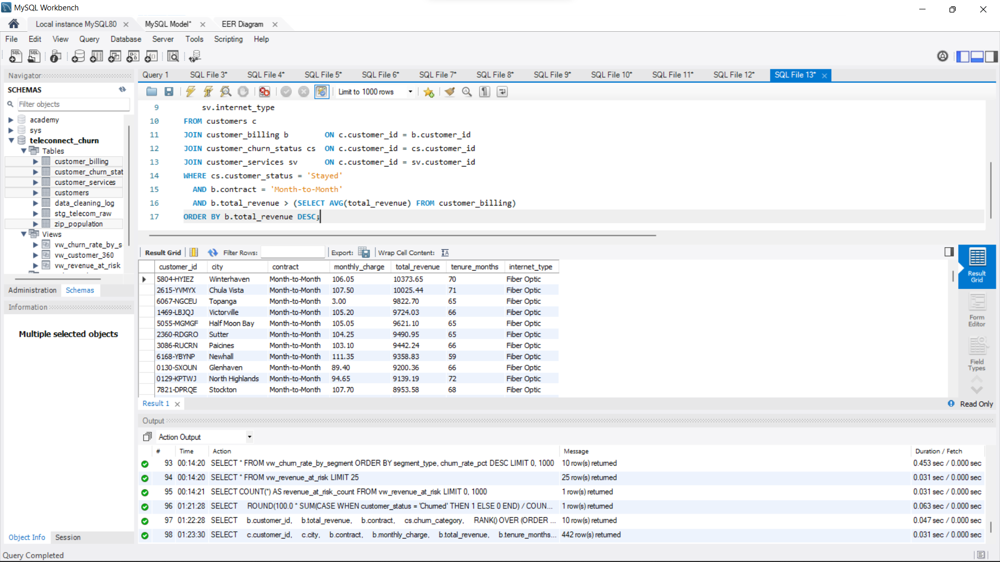 MySQL Workbench
Local instance MySQL80
MySQL Model*
EER Diagram
File Edit View Query Database Server Tools Scripting Help
Navigator
Query 1 SQL File 3* SQL File 4* SQL File 5* SQL File 6* SQL File 7* SQL File 8* SQL File 9* SQL File 10* SQL File 11* SQL File 12* SQL File 13*
SCHEMAS
Limit to 1000 rows
Filter objects
academy
sys
teleconnect_churn
Tables
customer_billing
customer_churn_stat
customer_services
customers
data_cleaning_log
stg_telecom_raw
zip_population
Views
vw_churn_rate_by_s
vw_customer_360
vw_revenue_at_risk
Administration Schemas
Information
Multiple selected objects
Object Info Session
9 sv.internet_type
10 FROM customers c
11 JOIN customer_billing b ON c.customer_id = b.customer_id
12 JOIN customer_churn_status cs ON c.customer_id = cs.customer_id
13 JOIN customer_services sv ON c.customer_id = sv.customer_id
14 WHERE cs.customer_status = 'Stayed'
15 AND b.contract = 'Month-to-Month'
16 AND b.total_revenue > (SELECT AVG(total_revenue) FROM customer_billing)
17 ORDER BY b.total_revenue DESC;
Result Grid Filter Rows: Export: Wrap Cell Content:
customer_id city contract monthly_charge total_revenue tenure_months internet_type
5804-HYIEZ Winterhaven Month-to-Month 106.05 10373.65 70 Fiber Optic
2615-YVMYX Chula Vista Month-to-Month 107.50 10025.44 71 Fiber Optic
6067-NGCEU Topanga Month-to-Month 3.00 9822.70 65 Fiber Optic
1469-LBJQJ Victorville Month-to-Month 105.20 9724.03 66 Fiber Optic
5055-MGMGF Half Moon Bay Month-to-Month 105.05 9621.10 65 Fiber Optic
2360-RDGRO Sutter Month-to-Month 104.25 9490.95 65 Fiber Optic
3086-RUCRN Paicines Month-to-Month 103.10 9442.24 66 Fiber Optic
6168-YBYNP Newhall Month-to-Month 111.35 9358.83 59 Fiber Optic
0130-SXOUN Glenhaven Month-to-Month 89.40 9200.36 66 Fiber Optic
0129-KPTWJ North Highlands Month-to-Month 94.65 9139.19 72 Fiber Optic
7821-DPRQE Stockton Month-to-Month 107.70 8953.58 68 Fiber Optic
Result Grid
Form Editor
Field Types
Result 1
Read Only
Output
Action Output
# Time Action Message Duration / Fetch
93 00:14:20 SELECT * FROM vw_churn_rate_by_segment ORDER BY segment_type, churn_rate_pct DESC LIMIT 0, 1000 10 row(s) returned 0.453 sec / 0.000 sec
94 00:14:20 SELECT * FROM vw_revenue_at_risk LIMIT 25 25 row(s) returned 0.031 sec / 0.000 sec
95 00:14:21 SELECT COUNT(*) AS revenue_at_risk_count FROM vw_revenue_at_risk LIMIT 0, 1000 1 row(s) returned 0.031 sec / 0.000 sec
96 01:21:28 SELECT ROUND(100.0 * SUM(CASE WHEN customer_status = 'Churned' THEN 1 ELSE 0 END) / COUN... 1 row(s) returned 0.063 sec / 0.000 sec
97 01:22:28 SELECT b.customer_id, b.total_revenue, b.contract, cs.churn_category, RANK() OVER (ORDER ... 10 row(s) returned 0.047 sec / 0.000 sec
98 01:23:30 SELECT c.customer_id, c.city, b.contract, b.monthly_charge, b.total_revenue, b.tenure_months... 442 row(s) returned 0.031 sec / 0.000 sec
Query Completed